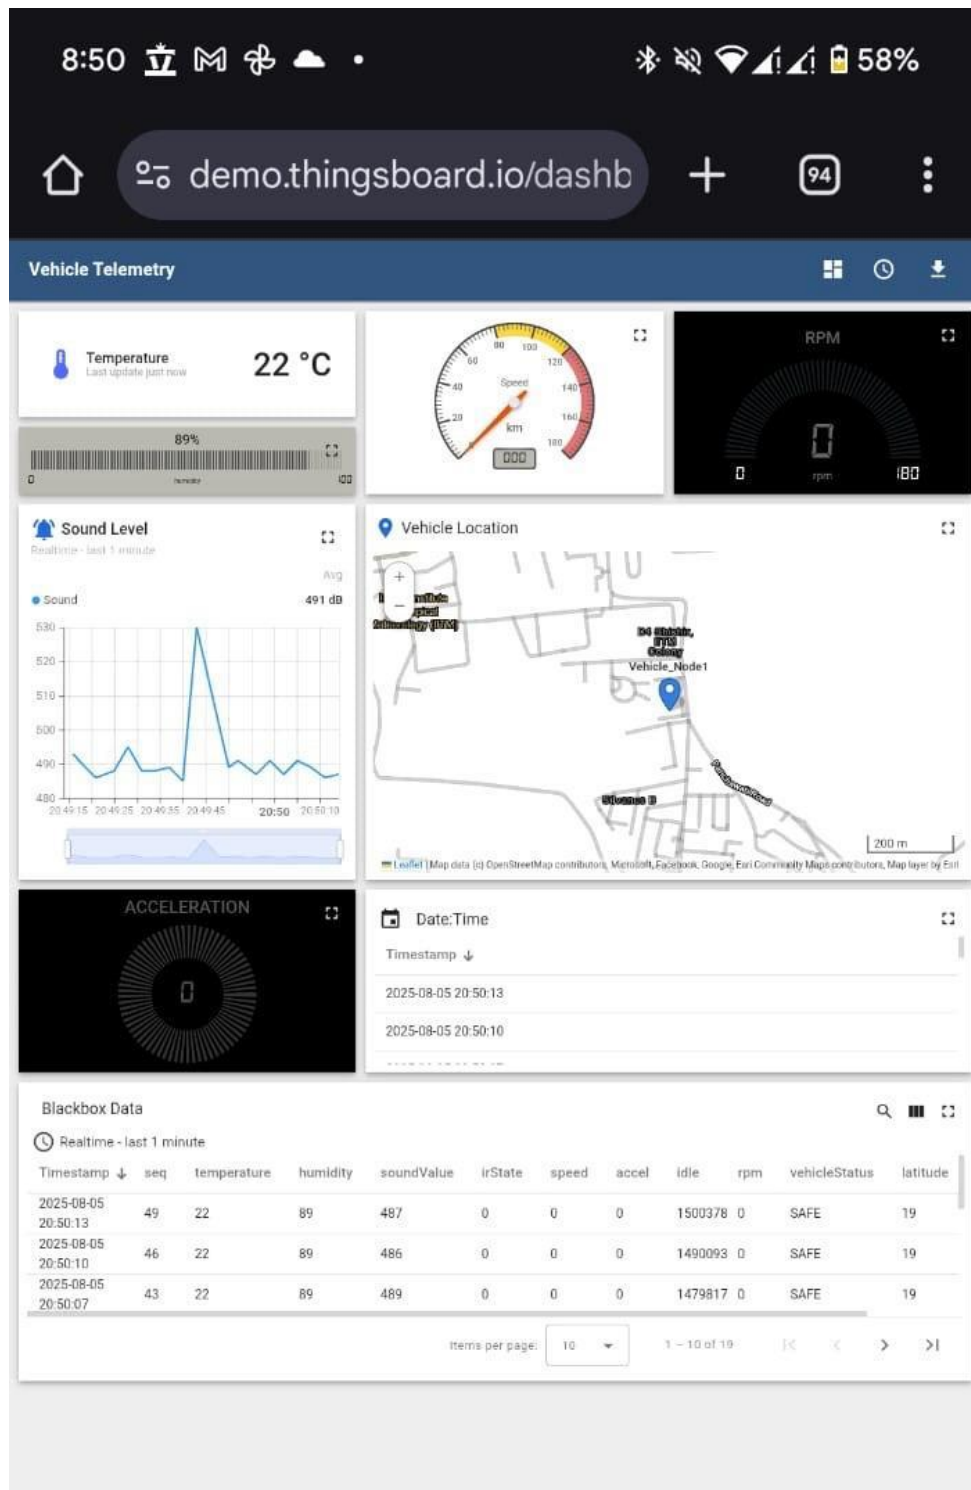 8:50
58%
demo.thingsboard.io/dashb
94
Vehicle Telemetry
Temperature
Last update just now
22 °C
89%
0
humidity
100
60
80
100
120
40
Speed
140
20
km
160
180
000
RPM
0
0
rpm
180
Sound Level
Realtime - last 1 minute
Avg
Sound
491 dB
530
520
510
500
490
480
20:49:15 20:49:25 20:49:35 20:49:45 20:50 20:50:10
Vehicle Location
+
−
(BTM)
D4 Shishir,
BTM
Colony
Vehicle_Node1
Silvanus B
Road
200 m
Leaflet | Map data (c) OpenStreetMap contributors, Microsoft, Facebook, Google, Esri Community Maps contributors, Map layer by Esri
ACCELERATION
0
Date:Time
Timestamp
2025-08-05 20:50:13
2025-08-05 20:50:10
Blackbox Data
Realtime - last 1 minute
Timestamp seq temperature humidity soundValue irState speed accel idle rpm vehicleStatus latitude
2025-08-05 20:50:13 49 22 89 487 0 0 0 1500378 0 SAFE 19
2025-08-05 20:50:10 46 22 89 486 0 0 0 1490093 0 SAFE 19
2025-08-05 20:50:07 43 22 89 489 0 0 0 1479817 0 SAFE 19
Items per page: 10 1 – 10 of 19